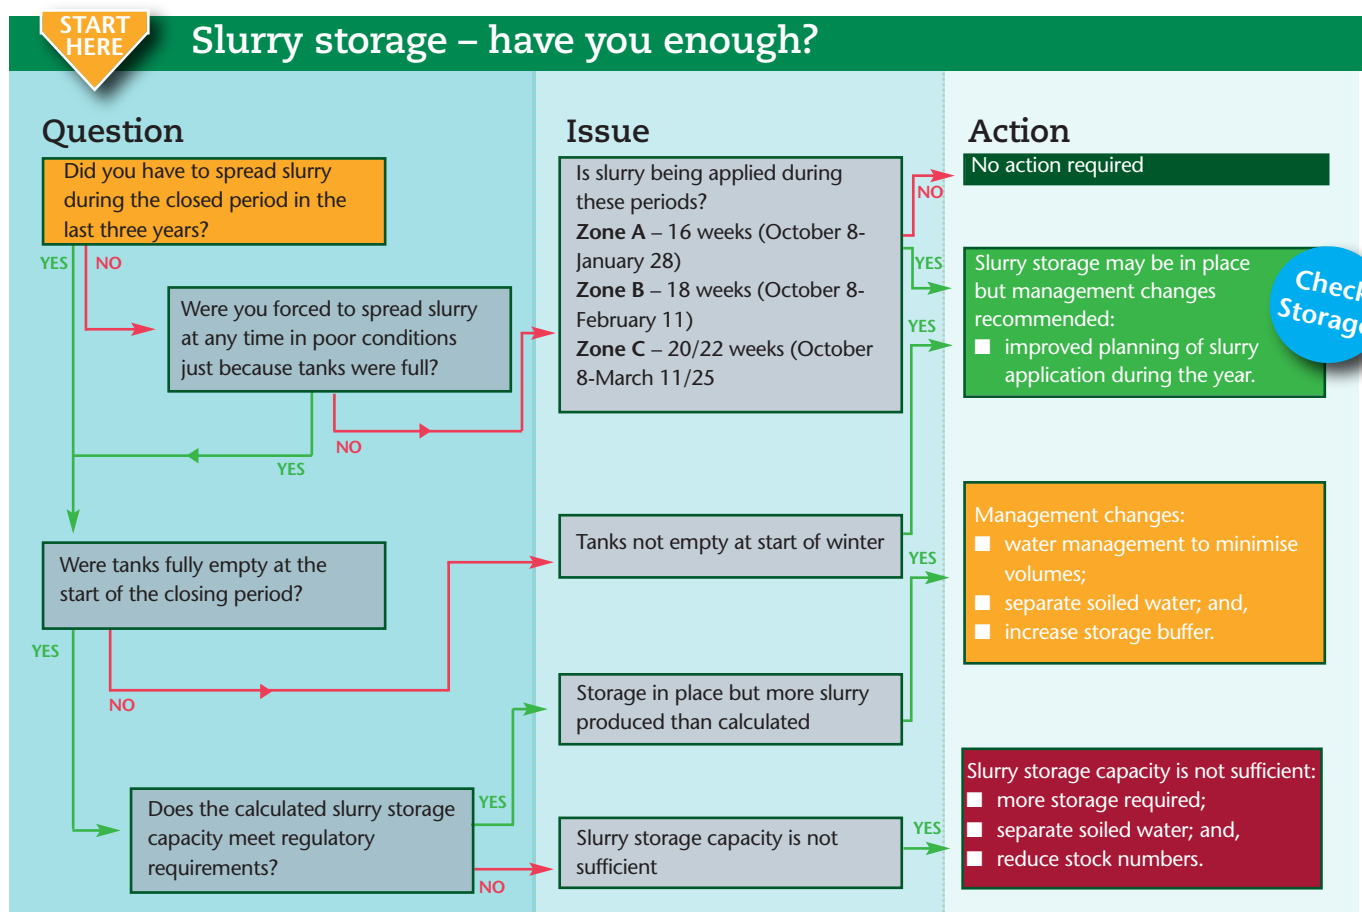 START
HERE
Slurry storage – have you enough?
Question
Did you have to spread slurry
during the closed period in the
last three years?
YES
NO
Were you forced to spread slurry
at any time in poor conditions
just because tanks were full?
NO
YES
Were tanks fully empty at the
start of the closing period?
YES
NO
Does the calculated slurry storage
capacity meet regulatory
requirements?
YES
NO
Issue
Is slurry being applied during
these periods?
Zone A – 16 weeks (October 8-
January 28)
Zone B – 18 weeks (October 8-
February 11)
Zone C – 20/22 weeks (October
8-March 11/25
NO
YES
YES
Tanks not empty at start of winter
YES
Storage in place but more slurry
produced than calculated
Slurry storage capacity is not
sufficient
YES
Action
No action required
Slurry storage may be in place
but management changes
recommended:
■ improved planning of slurry
application during the year.
Check
Storage
Management changes:
■ water management to minimise
volumes;
■ separate soiled water; and,
■ increase storage buffer.
Slurry storage capacity is not sufficient:
■ more storage required;
■ separate soiled water; and,
■ reduce stock numbers.